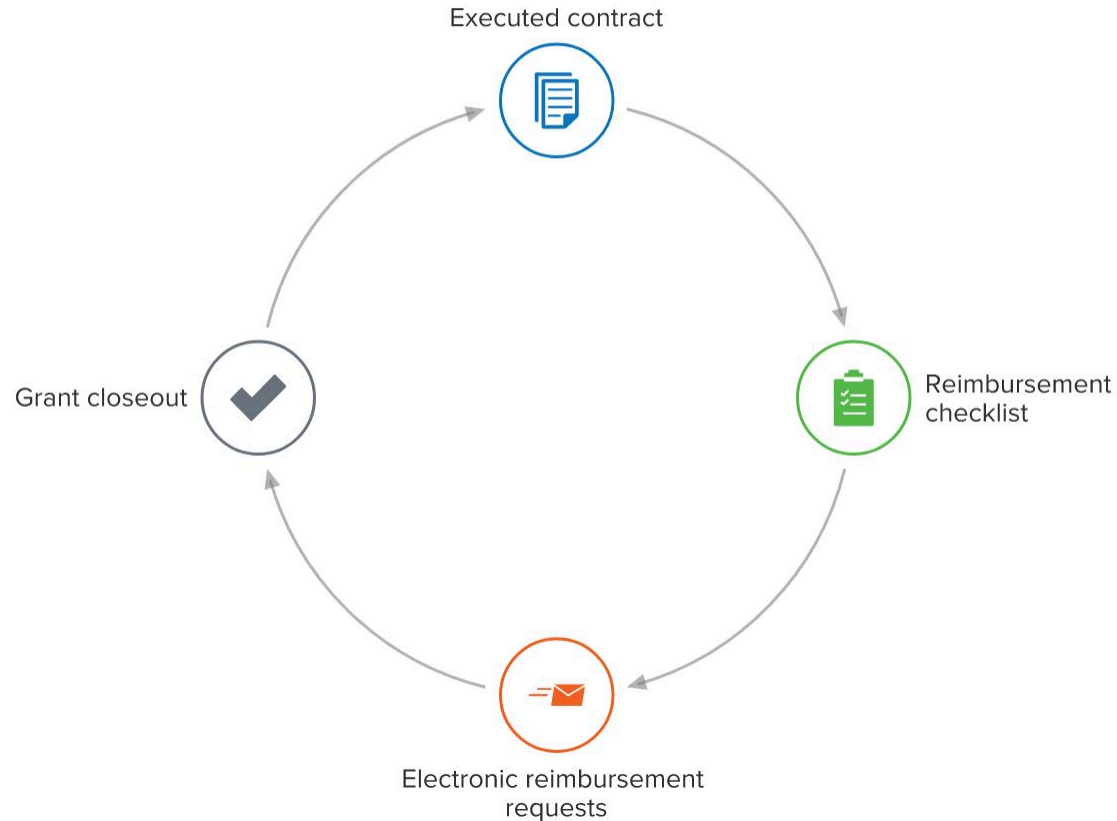 Executed contract
Grant closeout
Reimbursement
checklist
Electronic reimbursement
requests